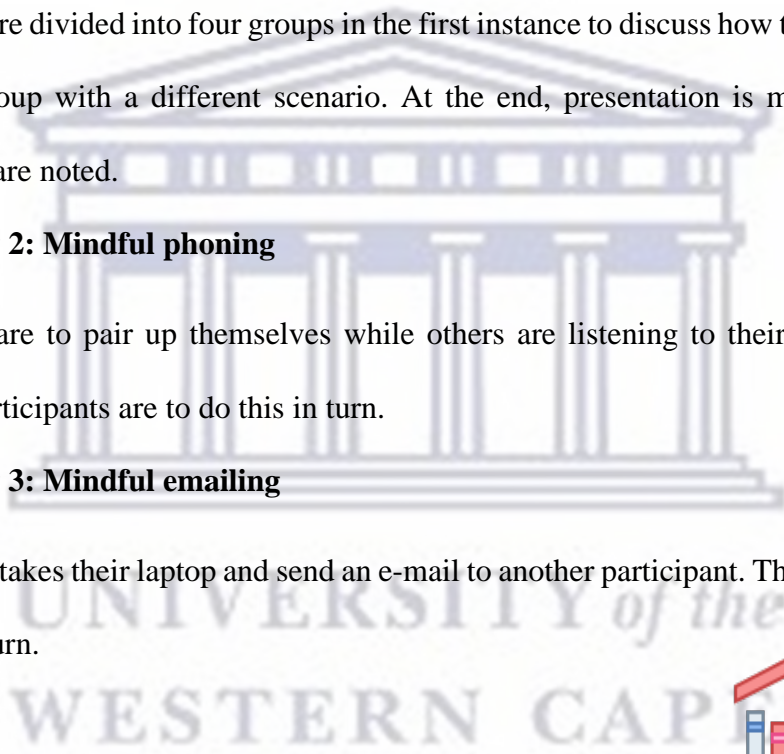 re divided into four groups in the first instance to discuss how t
oup with a different scenario. At the end, presentation is m
are noted.
2: Mindful phoning
are to pair up themselves while others are listening to their
rticipants are to do this in turn.
3: Mindful emailing
takes their laptop and send an e-mail to another participant. Th
urn.
UNIVERSITY of the
WESTERN CAP